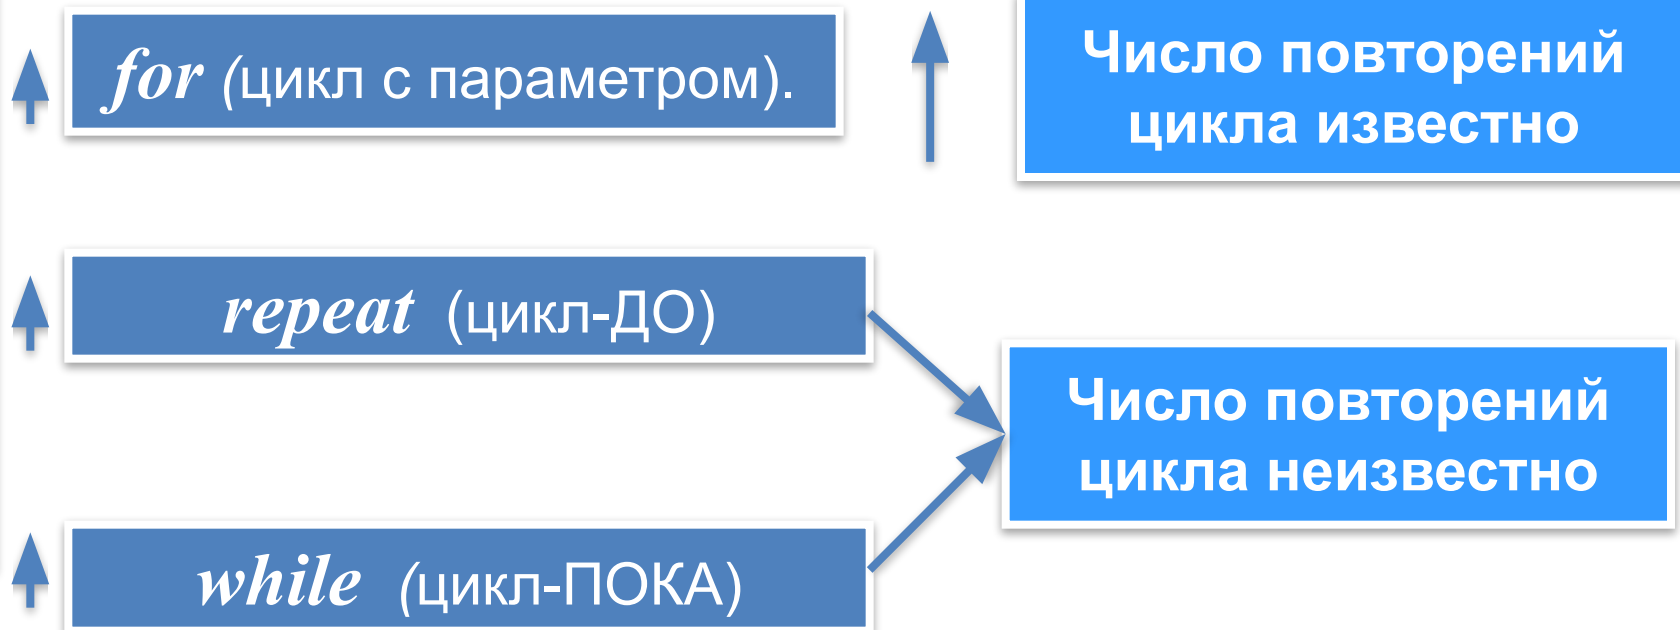 for (цикл с параметром).
Число повторений
цикла известно
repeat (цикл-ДО)
Число повторений
цикла неизвестно
while (цикл-ПОКА)